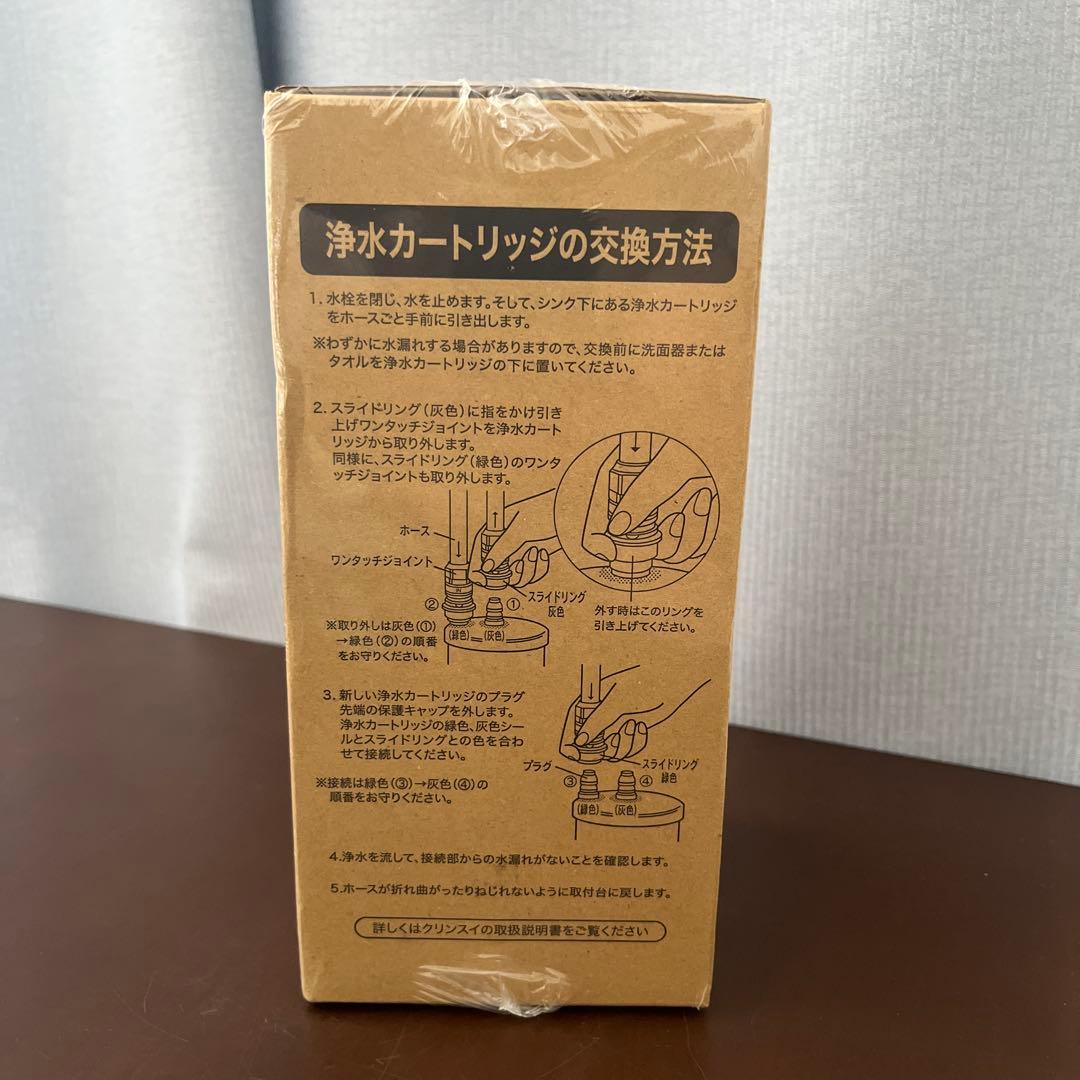 浄水カートリッジの交換方法
1. 水栓を閉じ、水を止めます。そして、シンク下にある浄水カートリッジ
をホースごと手前に引き出します。
※わずかに水漏れする場合がありますので、交換前に洗面器または
タオルを浄水カートリッジの下に置いてください。
2. スライドリング(灰色)に指をかけ引き
上げワンタッチジョイントを浄水カート
リッジから取り外します。
同様に、スライドリング(緑色)のワンタ
ッチジョイントも取り外します。
ホース
ワンタッチジョイント
IN
②
①
スライドリング
灰色
外す時はこのリングを
引き上げてください。
(緑色)
(灰色)
※取り外しは灰色(①)
→緑色(②)の順番
をお守りください。
3. 新しい浄水カートリッジのプラグ
先端の保護キャップを外します。
浄水カートリッジの緑色、灰色シー
ルとスライドリングとの色を合わ
せて接続してください。
プラグ
③
④
スライドリング
緑色
(緑色)
(灰色)
※接続は緑色(③)→灰色(④)の
順番をお守りください。
4.浄水を流して、接続部からの水漏れがないことを確認します。
5.ホースが折れ曲がったりねじれないように取付台に戻します。
詳しくはクリンスイの取扱説明書をご覧ください